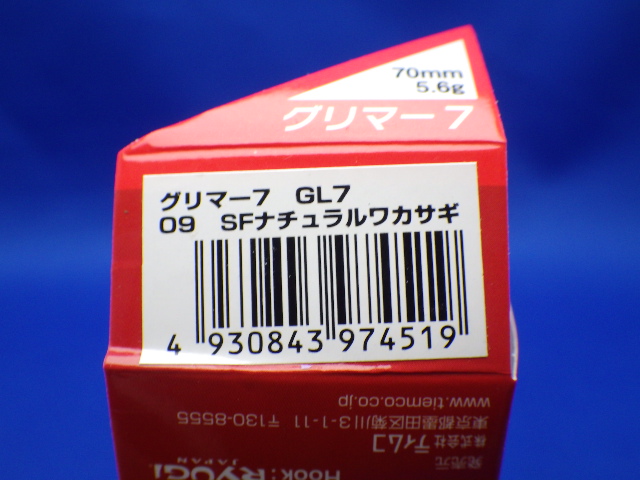 70mm
5.6g
グリマー7
グリマー7 GL7
09 SFナチュラルワカサギ
4 930843 974519
www.tiemco.co.jp
東京都墨田区菊川3-1-11 〒130-8555
株式会社ティムコ
発売元
Hook: RYUGI
JAPAN